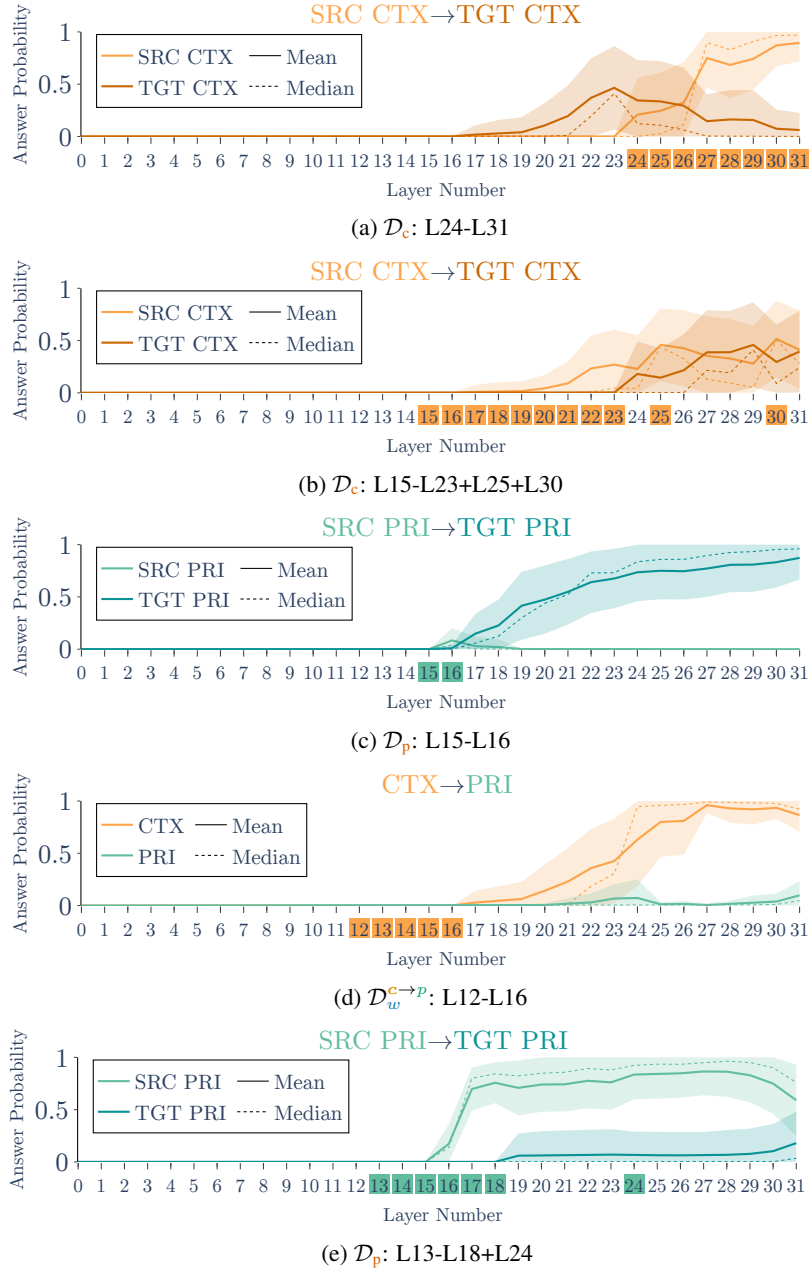 SRC CTX→TGT CTX
Answer Probability
1
0.5
0
SRC CTX Mean
TGT CTX Median
0 1 2 3 4 5 6 7 8 9 10 11 12 13 14 15 16 17 18 19 20 21 22 23 24 25 26 27 28 29 30 31
Layer Number
(a) 𝒟c: L24-L31
SRC CTX→TGT CTX
Answer Probability
1
0.5
0
SRC CTX Mean
TGT CTX Median
0 1 2 3 4 5 6 7 8 9 10 11 12 13 14 15 16 17 18 19 20 21 22 23 24 25 26 27 28 29 30 31
Layer Number
(b) 𝒟c: L15-L23+L25+L30
SRC PRI→TGT PRI
Answer Probability
1
0.5
0
SRC PRI Mean
TGT PRI Median
0 1 2 3 4 5 6 7 8 9 10 11 12 13 14 15 16 17 18 19 20 21 22 23 24 25 26 27 28 29 30 31
Layer Number
(c) 𝒟p: L15-L16
CTX→PRI
Answer Probability
1
0.5
0
CTX Mean
PRI Median
0 1 2 3 4 5 6 7 8 9 10 11 12 13 14 15 16 17 18 19 20 21 22 23 24 25 26 27 28 29 30 31
Layer Number
(d) 𝒟w c→p: L12-L16
SRC PRI→TGT PRI
Answer Probability
1
0.5
0
SRC PRI Mean
TGT PRI Median
0 1 2 3 4 5 6 7 8 9 10 11 12 13 14 15 16 17 18 19 20 21 22 23 24 25 26 27 28 29 30 31
Layer Number
(e) 𝒟p: L13-L18+L24